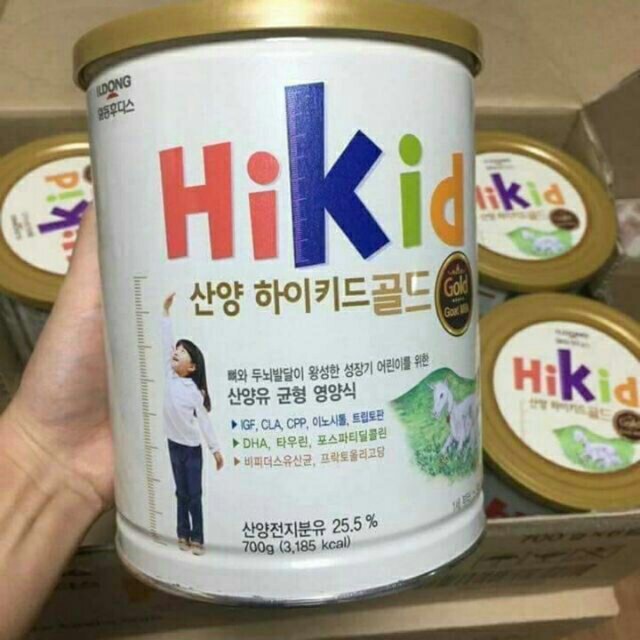 ILDONG
일동후디스
HiKid
산양 하이키드 골드
Gold
Goat Milk
뼈와 두뇌발달이 왕성한 성장기 어린이를 위한
산양유 균형 영양식
▶ IGF, CLA, CPP, 이노시톨, 트립토판
▶ DHA, 타우린, 포스파티딜콜린
▶ 비피더스유산균, 프락토올리고당
산양전지분유 25.5 %
700g (3,185 kcal)
kid
HiKid
산양 하이키드골드
Gold
HiKid
산양 하이키드골드
700 g x 6